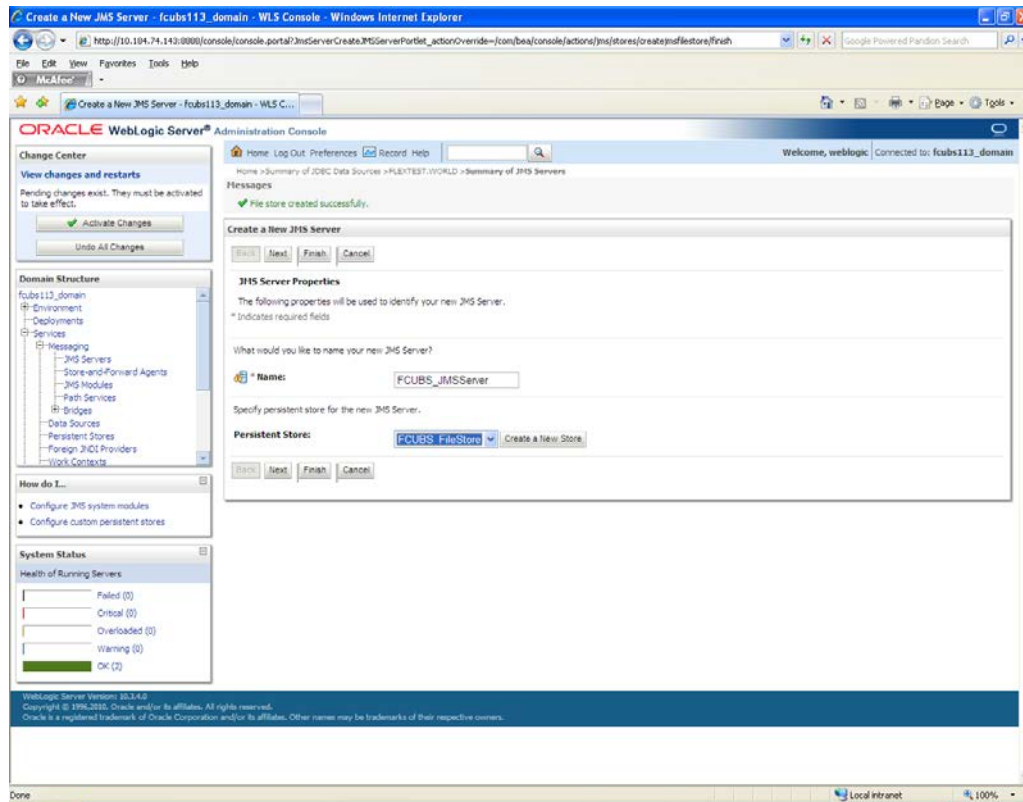 Create a New JMS Server - fcubs113_domain - WLS Console - Windows Internet Explorer
http://10.184.74.143:8080/console/console.portal?JmsServerCreateJMSServerPortlet_actionOverride=/com/bea/console/actions/jms/stores/createjmsfilestore/finish
Google Powered Pandion Search
File Edit View Favorites Tools Help
McAfee
Create a New JMS Server - fcubs113_domain - WLS C...
Page Tools
ORACLE WebLogic Server® Administration Console
Change Center
View changes and restarts
Pending changes exist. They must be activated
to take effect.
Activate Changes
Undo All Changes
Domain Structure
fcubs113_domain
Environment
Deployments
Services
Messaging
JMS Servers
Store-and-Forward Agents
JMS Modules
Path Services
Bridges
Data Sources
Persistent Stores
Foreign JNDI Providers
Work Contexts
How do I...
Configure JMS system modules
Configure custom persistent stores
System Status
Health of Running Servers
Failed (0)
Critical (0)
Overloaded (0)
Warning (0)
OK (2)
Home Log Out Preferences Record Help
Welcome, weblogic Connected to: fcubs113_domain
Home >Summary of JDBC Data Sources >FLEXTEST.WORLD >Summary of JMS Servers
Messages
File store created successfully.
Create a New JMS Server
Back Next Finish Cancel
JMS Server Properties
The following properties will be used to identify your new JMS Server.
* Indicates required fields
What would you like to name your new JMS Server?
* Name: FCUBS_JMSServer
Specify persistent store for the new JMS Server.
Persistent Store: FCUBS_FileStore Create a New Store
Back Next Finish Cancel
WebLogic Server Version: 10.3.4.0
Copyright © 1996,2010, Oracle and/or its affiliates. All rights reserved.
Oracle is a registered trademark of Oracle Corporation and/or its affiliates. Other names may be trademarks of their respective owners.
Done
Local intranet
100%